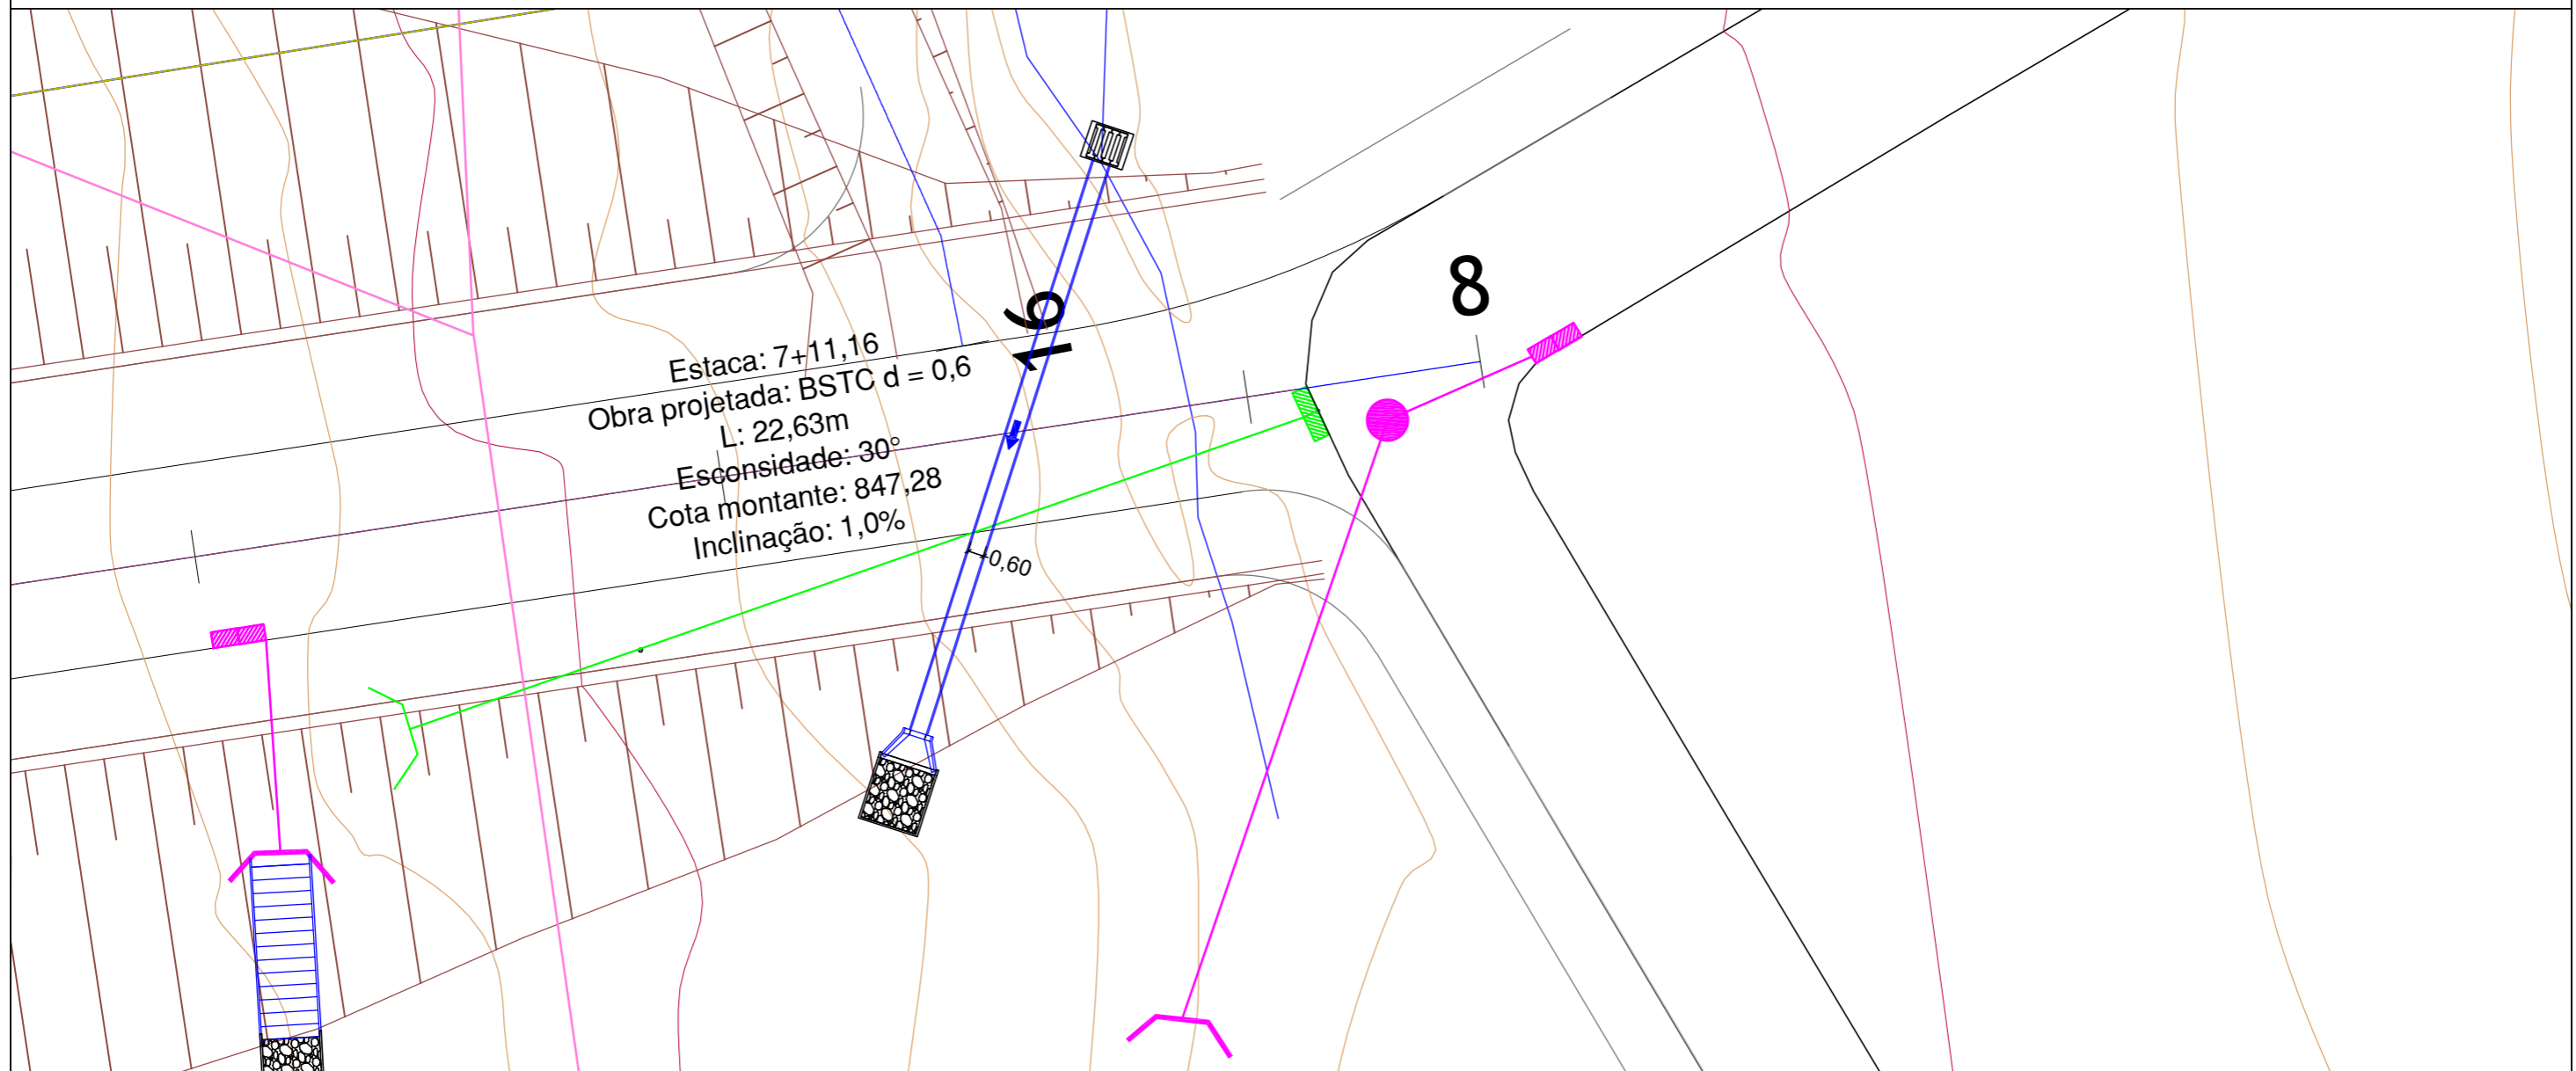 8
16
Estaca: 7+11,16
Obra projetada: BSTC d = 0,6
L: 22,63m
Esconsidade: 30°
Cota montante: 847,28
Inclinação: 1,0%
0,60